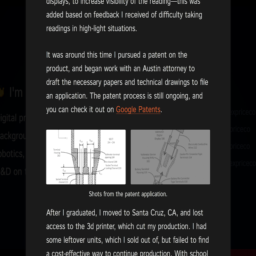 displays, to increase visibility of the reading—this was
added based on feedback I received of difficulty taking
readings in high-light situations.
It was around this time I pursued a patent on the
product, and began work with an Austin attorney to
draft the necessary papers and technical drawings to file
an application. The patent process is still ongoing, and
you can check it out on Google Patents.
Shots from the patent application.
After I graduated, I moved to Santa Cruz, CA, and lost
access to the 3d printer, which cut my production. I had
some leftover units, which I sold out of, but failed to find
a cost-effective way to continue production. With school